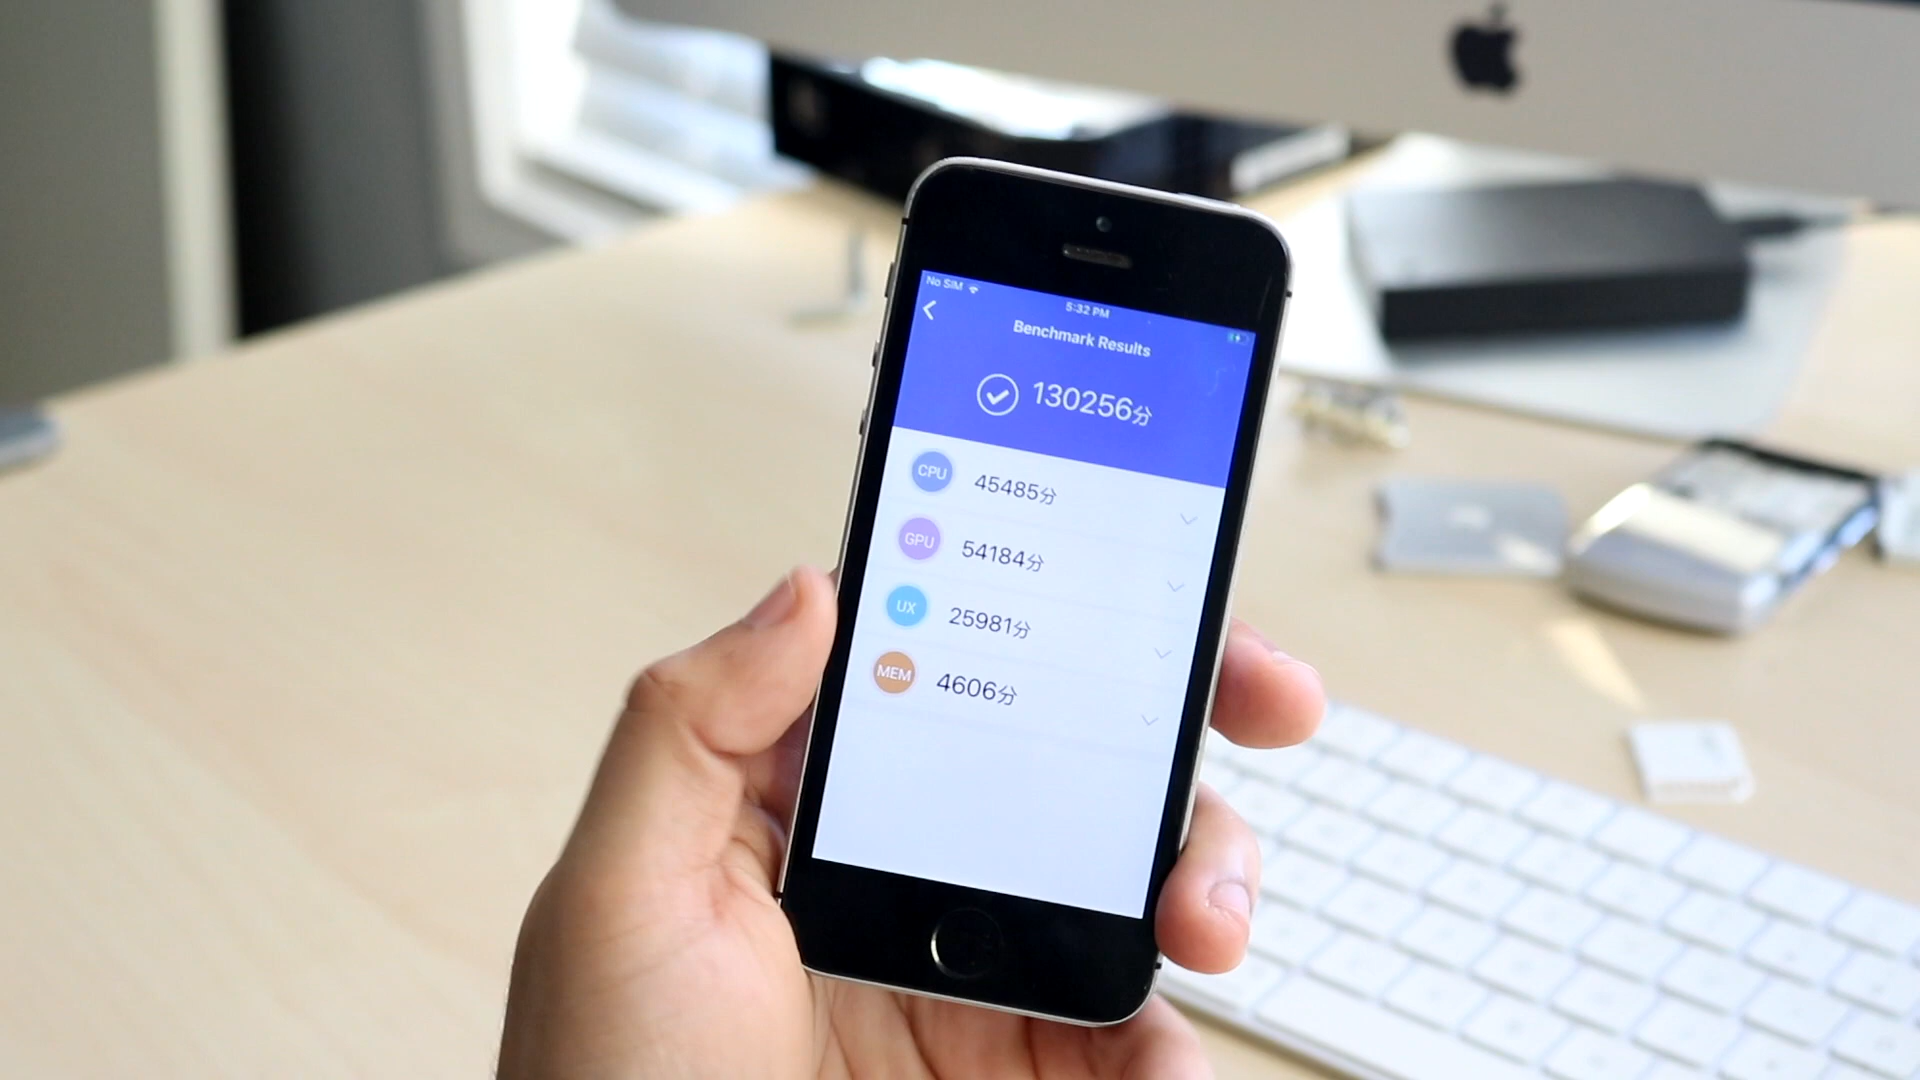 No SIM
5:32 PM
Benchmark Results
130256分
CPU 45485分
GPU 54184分
UX 25981分
MEM 4606分